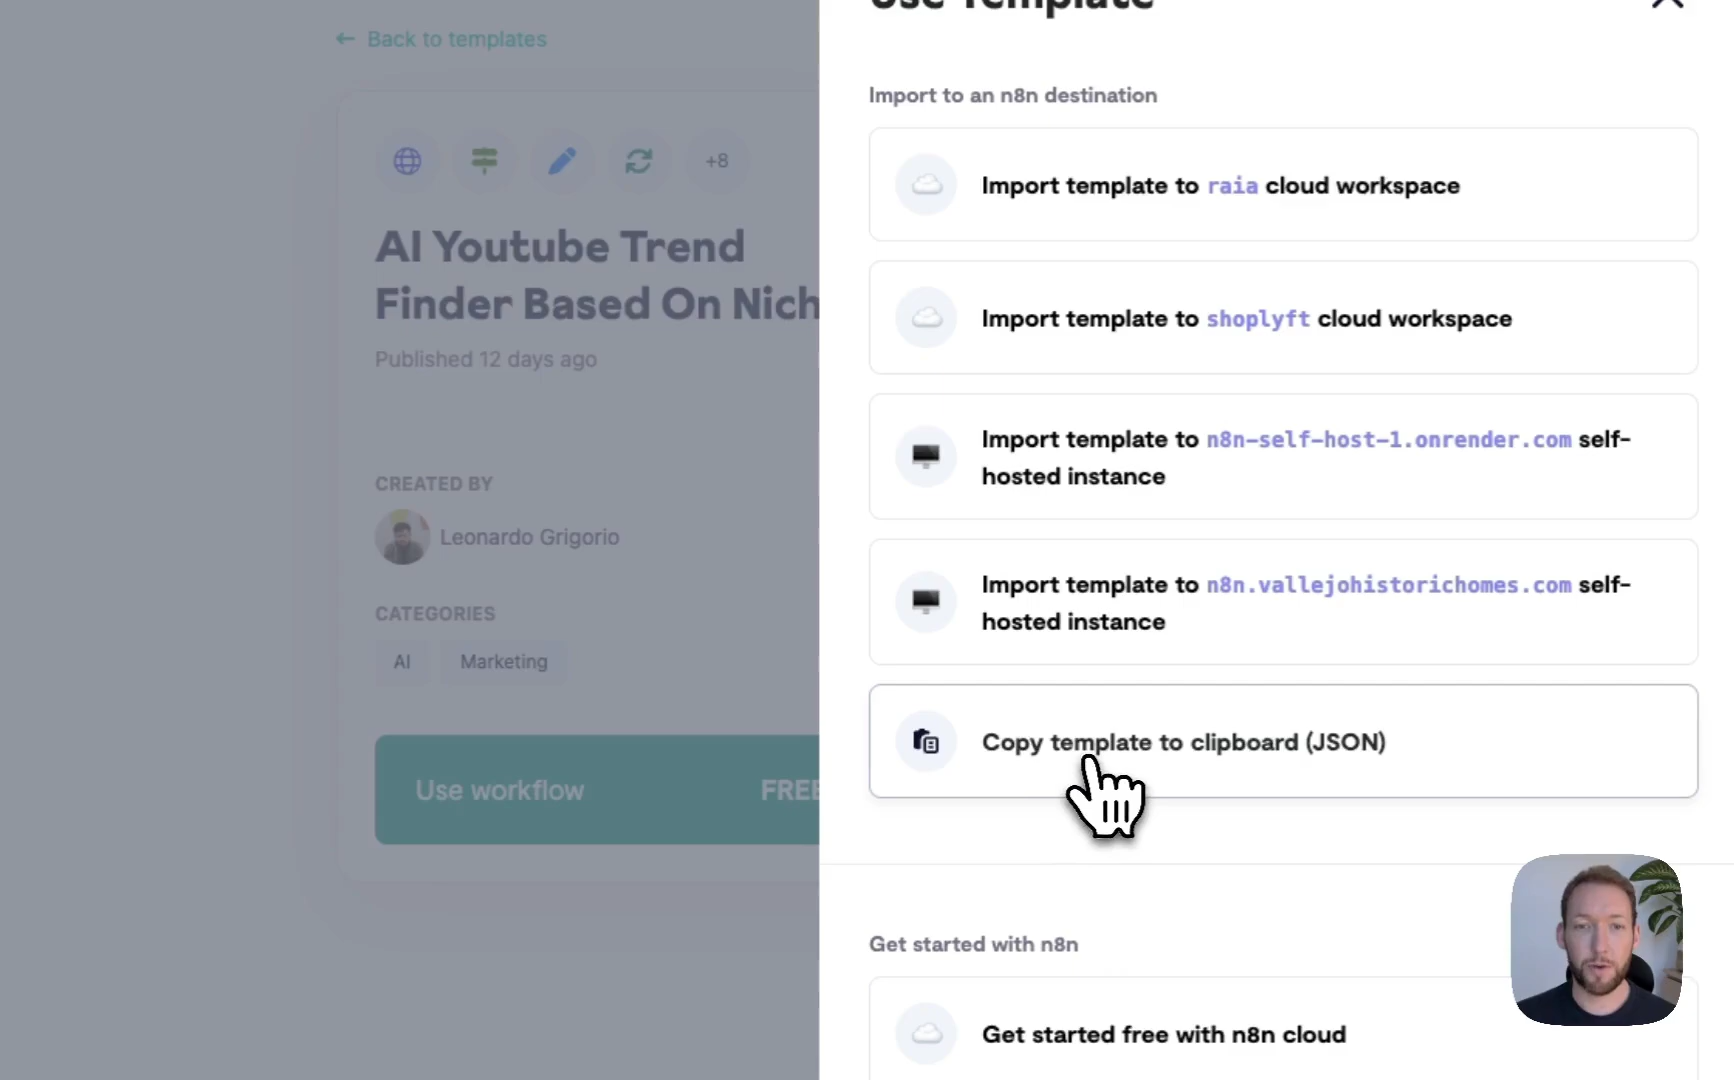 Use Template
← Back to templates
+8
AI Youtube Trend
Finder Based On Nich
Published 12 days ago
CREATED BY
Leonardo Grigorio
CATEGORIES
AI
Marketing
Use workflow
FREE
Import to an n8n destination
Import template to raia cloud workspace
Import template to shoplyft cloud workspace
Import template to n8n-self-host-1.onrender.com self-
hosted instance
Import template to n8n.vallejohistorichomes.com self-
hosted instance
Copy template to clipboard (JSON)
Get started with n8n
Get started free with n8n cloud